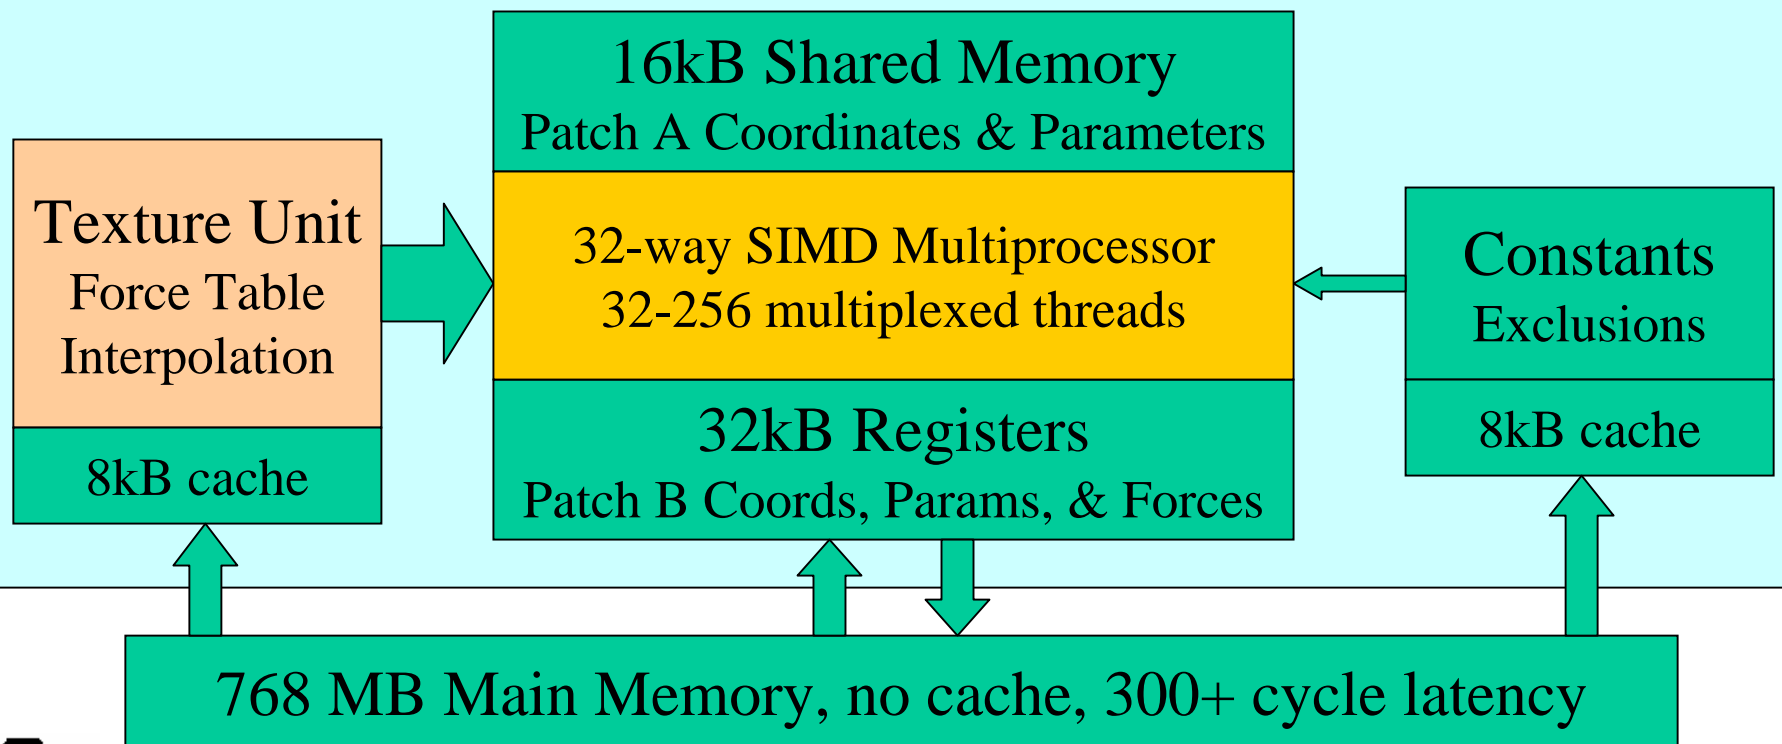 16kB Shared Memory
Patch A Coordinates & Parameters
Texture Unit
Force Table
Interpolation
8kB cache
32-way SIMD Multiprocessor
32-256 multiplexed threads
32kB Registers
Patch B Coords, Params, & Forces
Constants
Exclusions
8kB cache
768 MB Main Memory, no cache, 300+ cycle latency